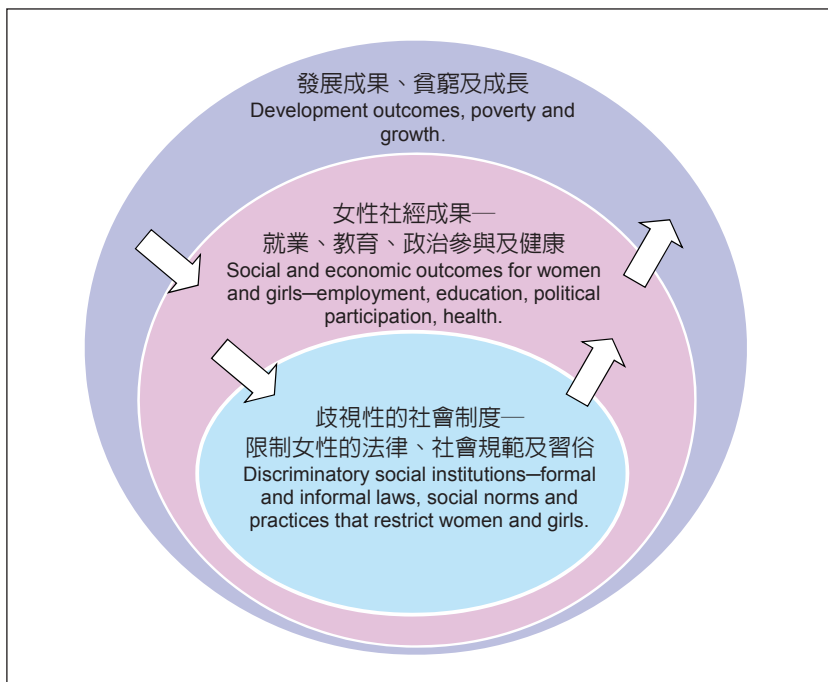 發展成果、貧窮及成長
Development outcomes, poverty and
growth.
女性社經成果─
就業、教育、政治參與及健康
Social and economic outcomes for women
and girls─employment, education, political
participation, health.
歧視性的社會制度─
限制女性的法律、社會規範及習俗
Discriminatory social institutions─formal
and informal laws, social norms and
practices that restrict women and girls.